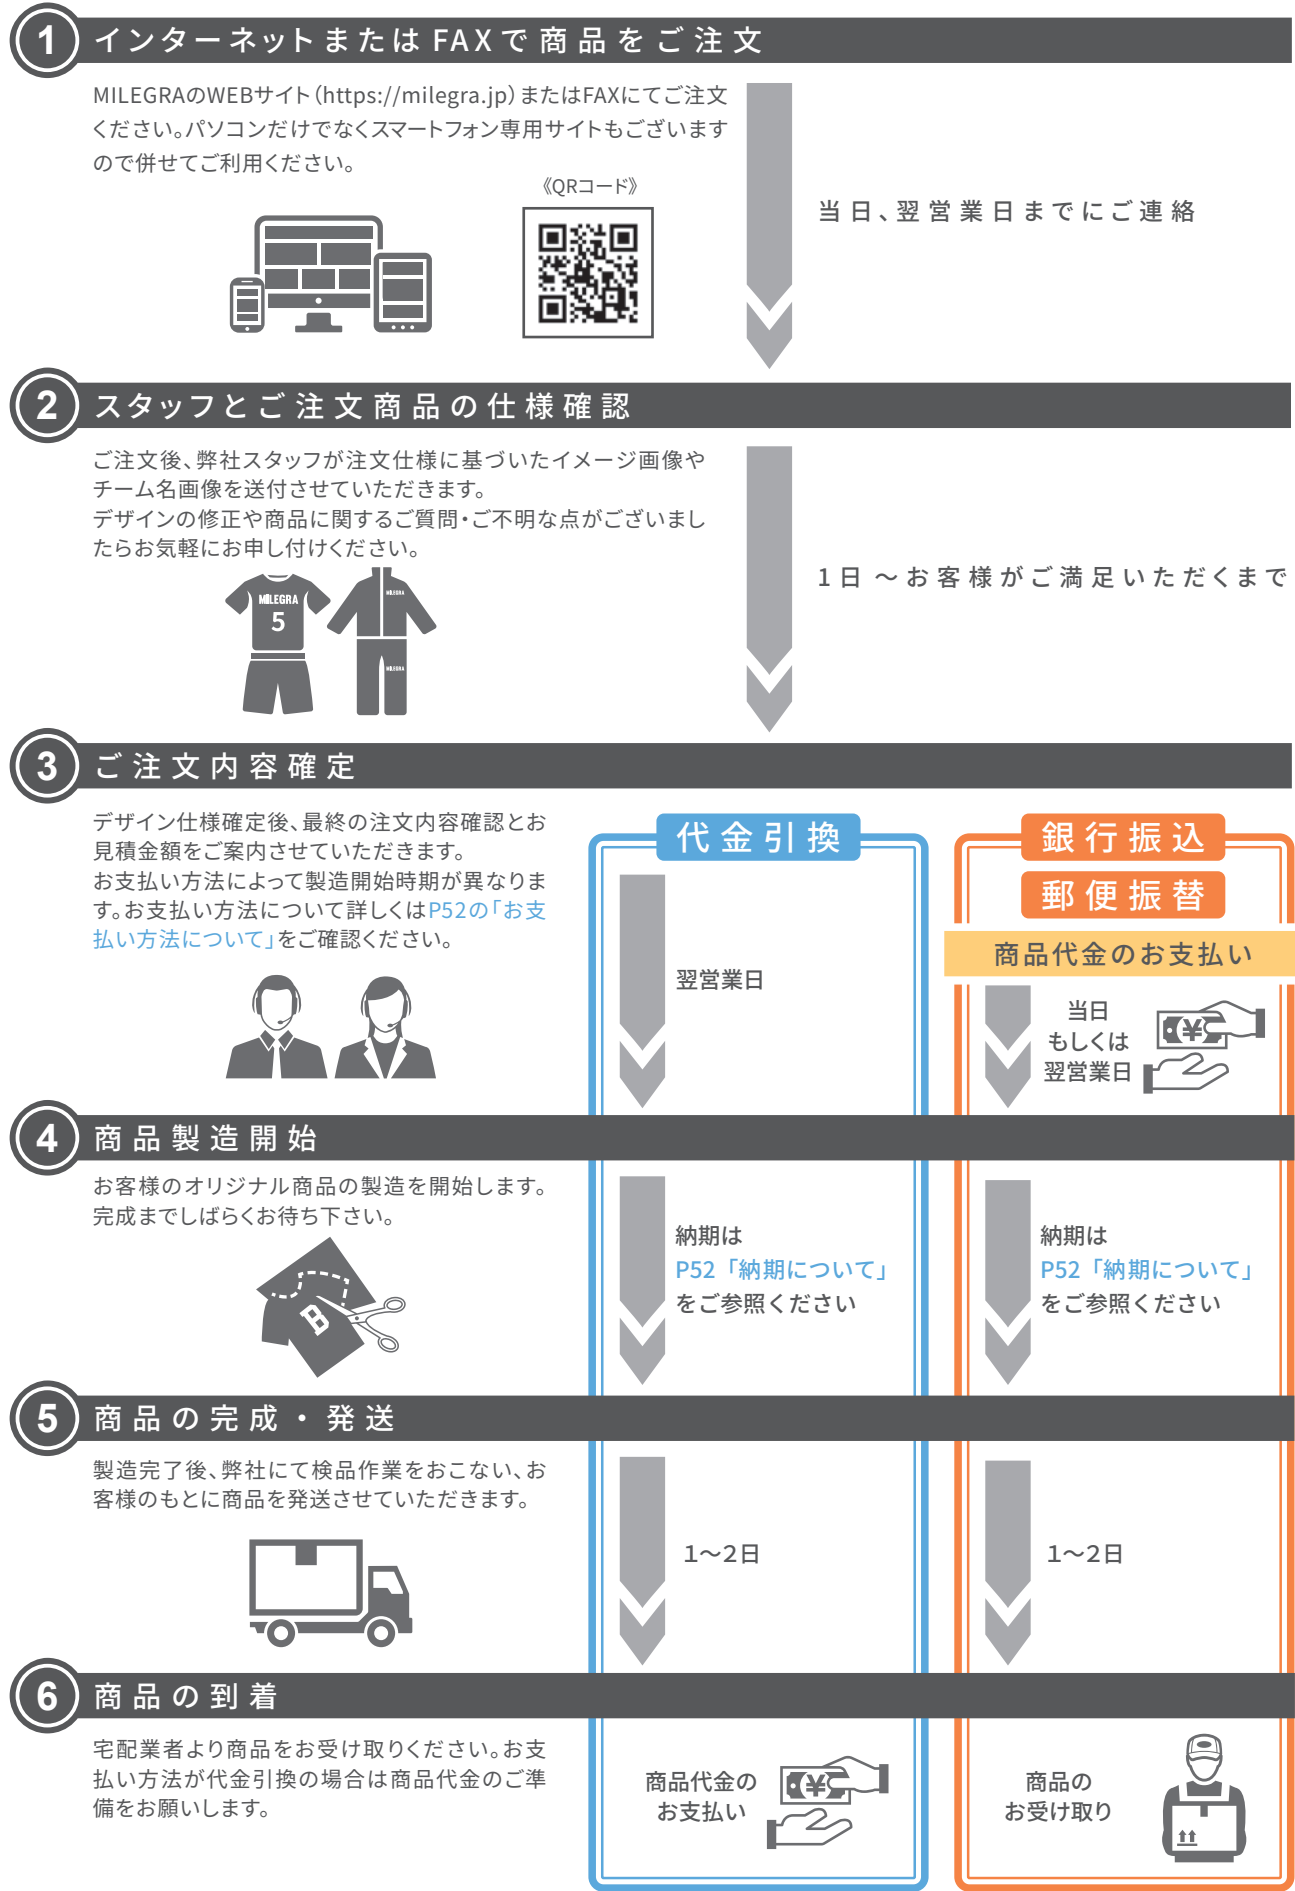 1
インターネットまたはFAXで商品をご注文
MILEGRAのWEBサイト（https://milegra.jp）またはFAXにてご注文
ください。パソコンだけでなくスマートフォン専用サイトもございます
ので併せてご利用ください。
《QRコード》
当日、翌営業日までにご連絡
2
スタッフとご注文商品の仕様確認
ご注文後、弊社スタッフが注文仕様に基づいたイメージ画像や
チーム名画像を送付させていただきます。
デザインの修正や商品に関するご質問・ご不明な点がございまし
たらお気軽にお申し付けください。
MILEGRA
5
MILEGRA
MILEGRA
1日 ～お客様がご満足いただくまで
3
ご注文内容確定
デザイン仕様確定後、最終の注文内容確認とお
見積金額をご案内させていただきます。
お支払い方法によって製造開始時期が異なりま
す。お支払い方法について詳しくはP52の「お支
払い方法について」をご確認ください。
代金引換
翌営業日
銀行振込
郵便振替
商品代金のお支払い
当日
もしくは
翌営業日
¥
4
商品製造開始
お客様のオリジナル商品の製造を開始します。
完成までしばらくお待ち下さい。
B
納期は
P52「納期について」
をご参照ください
納期は
P52「納期について」
をご参照ください
5
商品の完成・発送
製造完了後、弊社にて検品作業をおこない、お
客様のもとに商品を発送させていただきます。
1～2日
1～2日
6
商品の到着
宅配業者より商品をお受け取りください。お支
払い方法が代金引換の場合は商品代金のご準
備をお願いします。
商品代金の
お支払い
¥
商品の
お受け取り